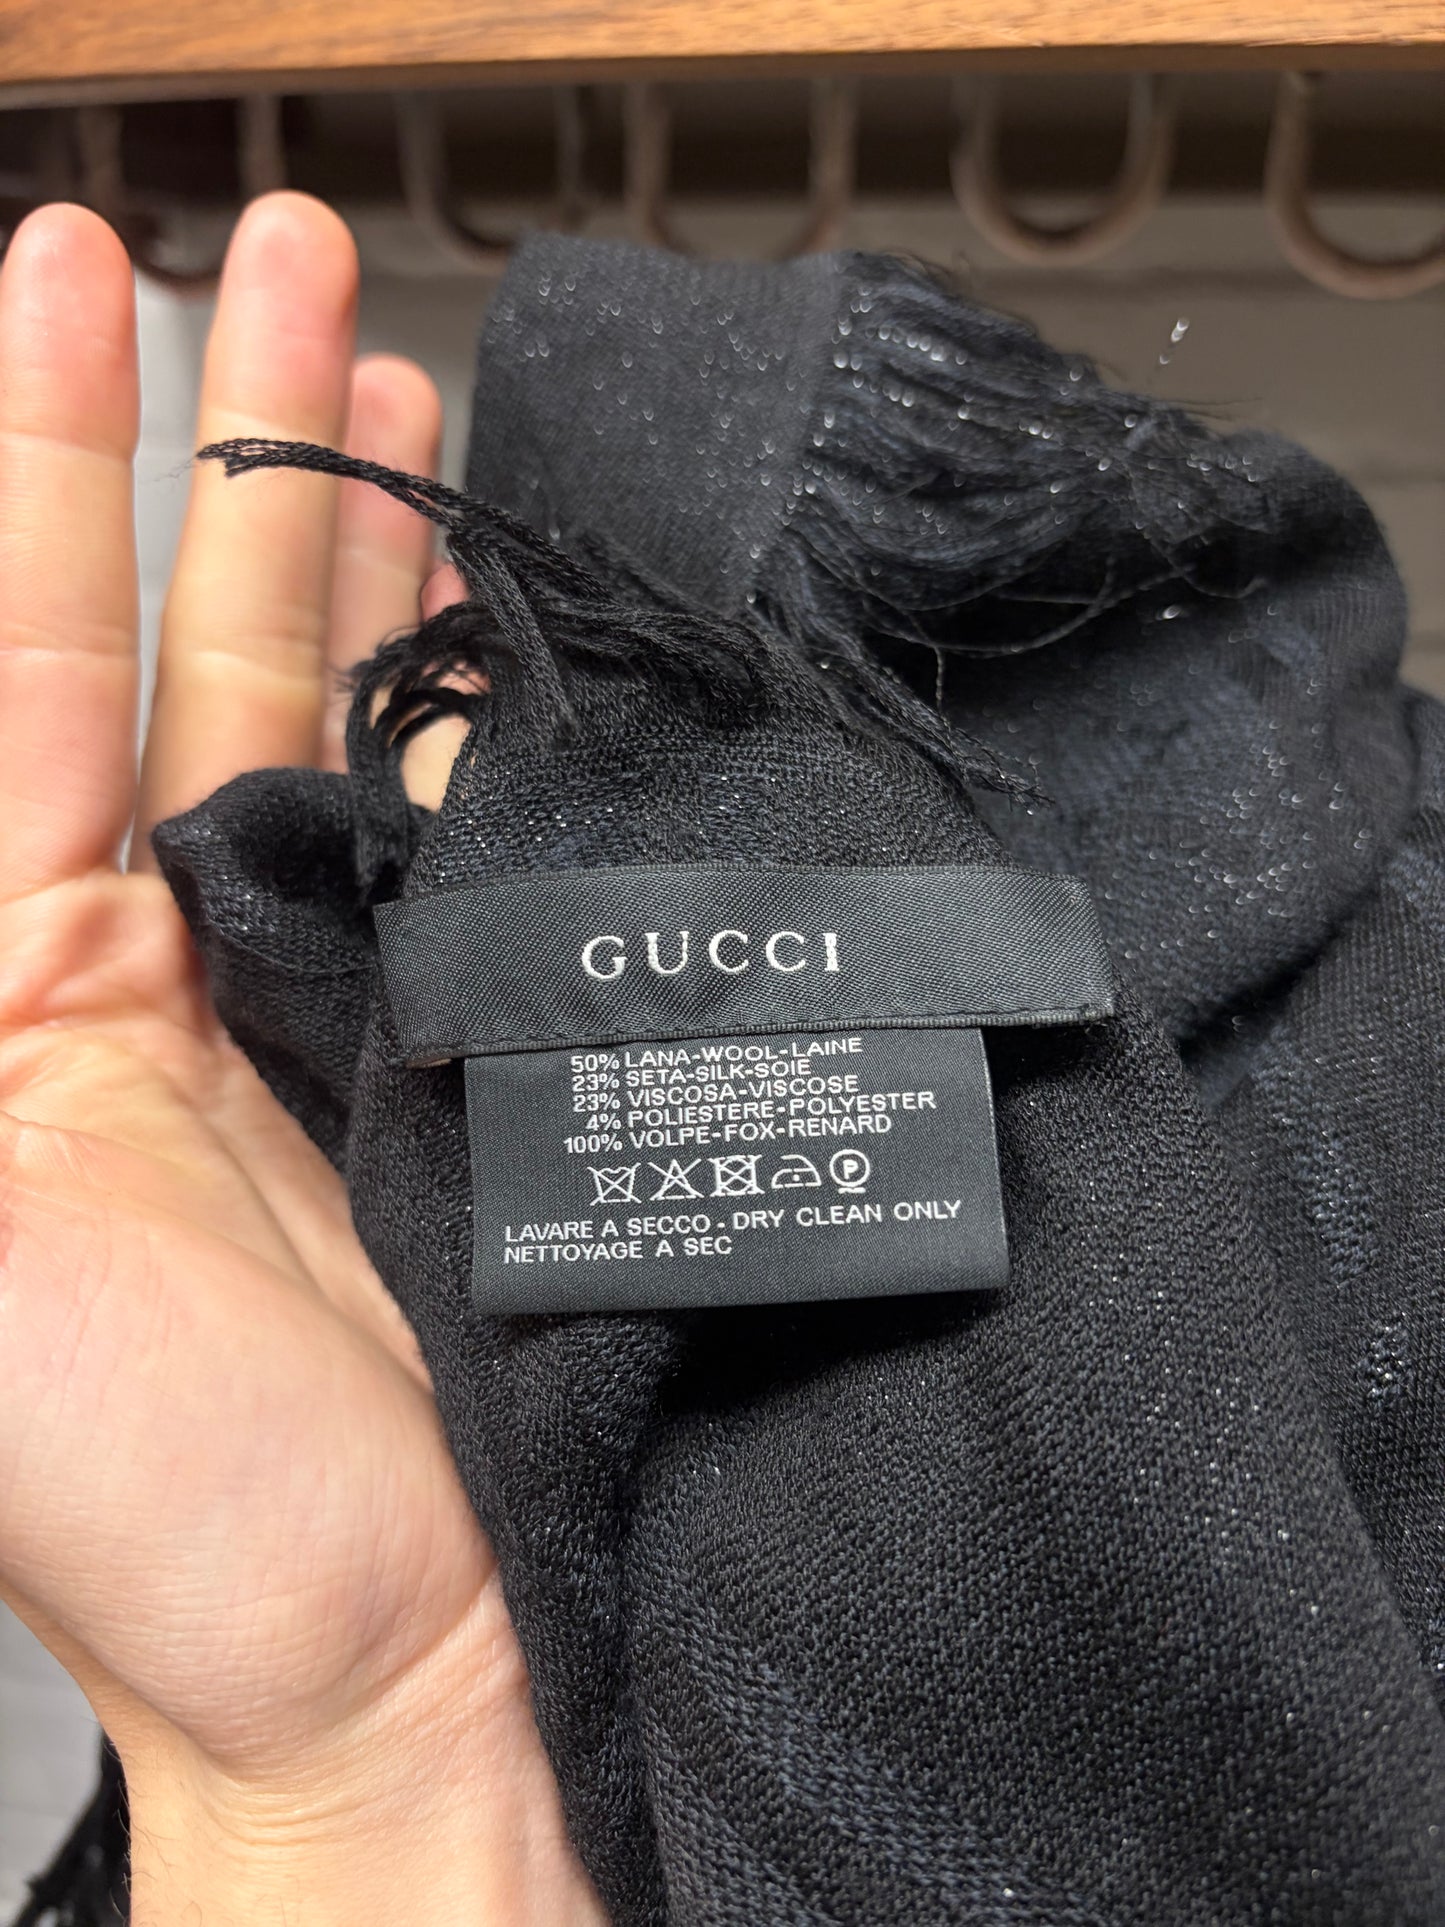 GUCCI
50% LANA-WOOL-LAINE
23% SETA-SILK-SOIE
23% VISCOSA-VISCOSE
4% POLIESTERE-POLYESTER
100% VOLPE-FOX-RENARD
P
LAVARE A SECCO - DRY CLEAN ONLY
NETTOYAGE A SEC